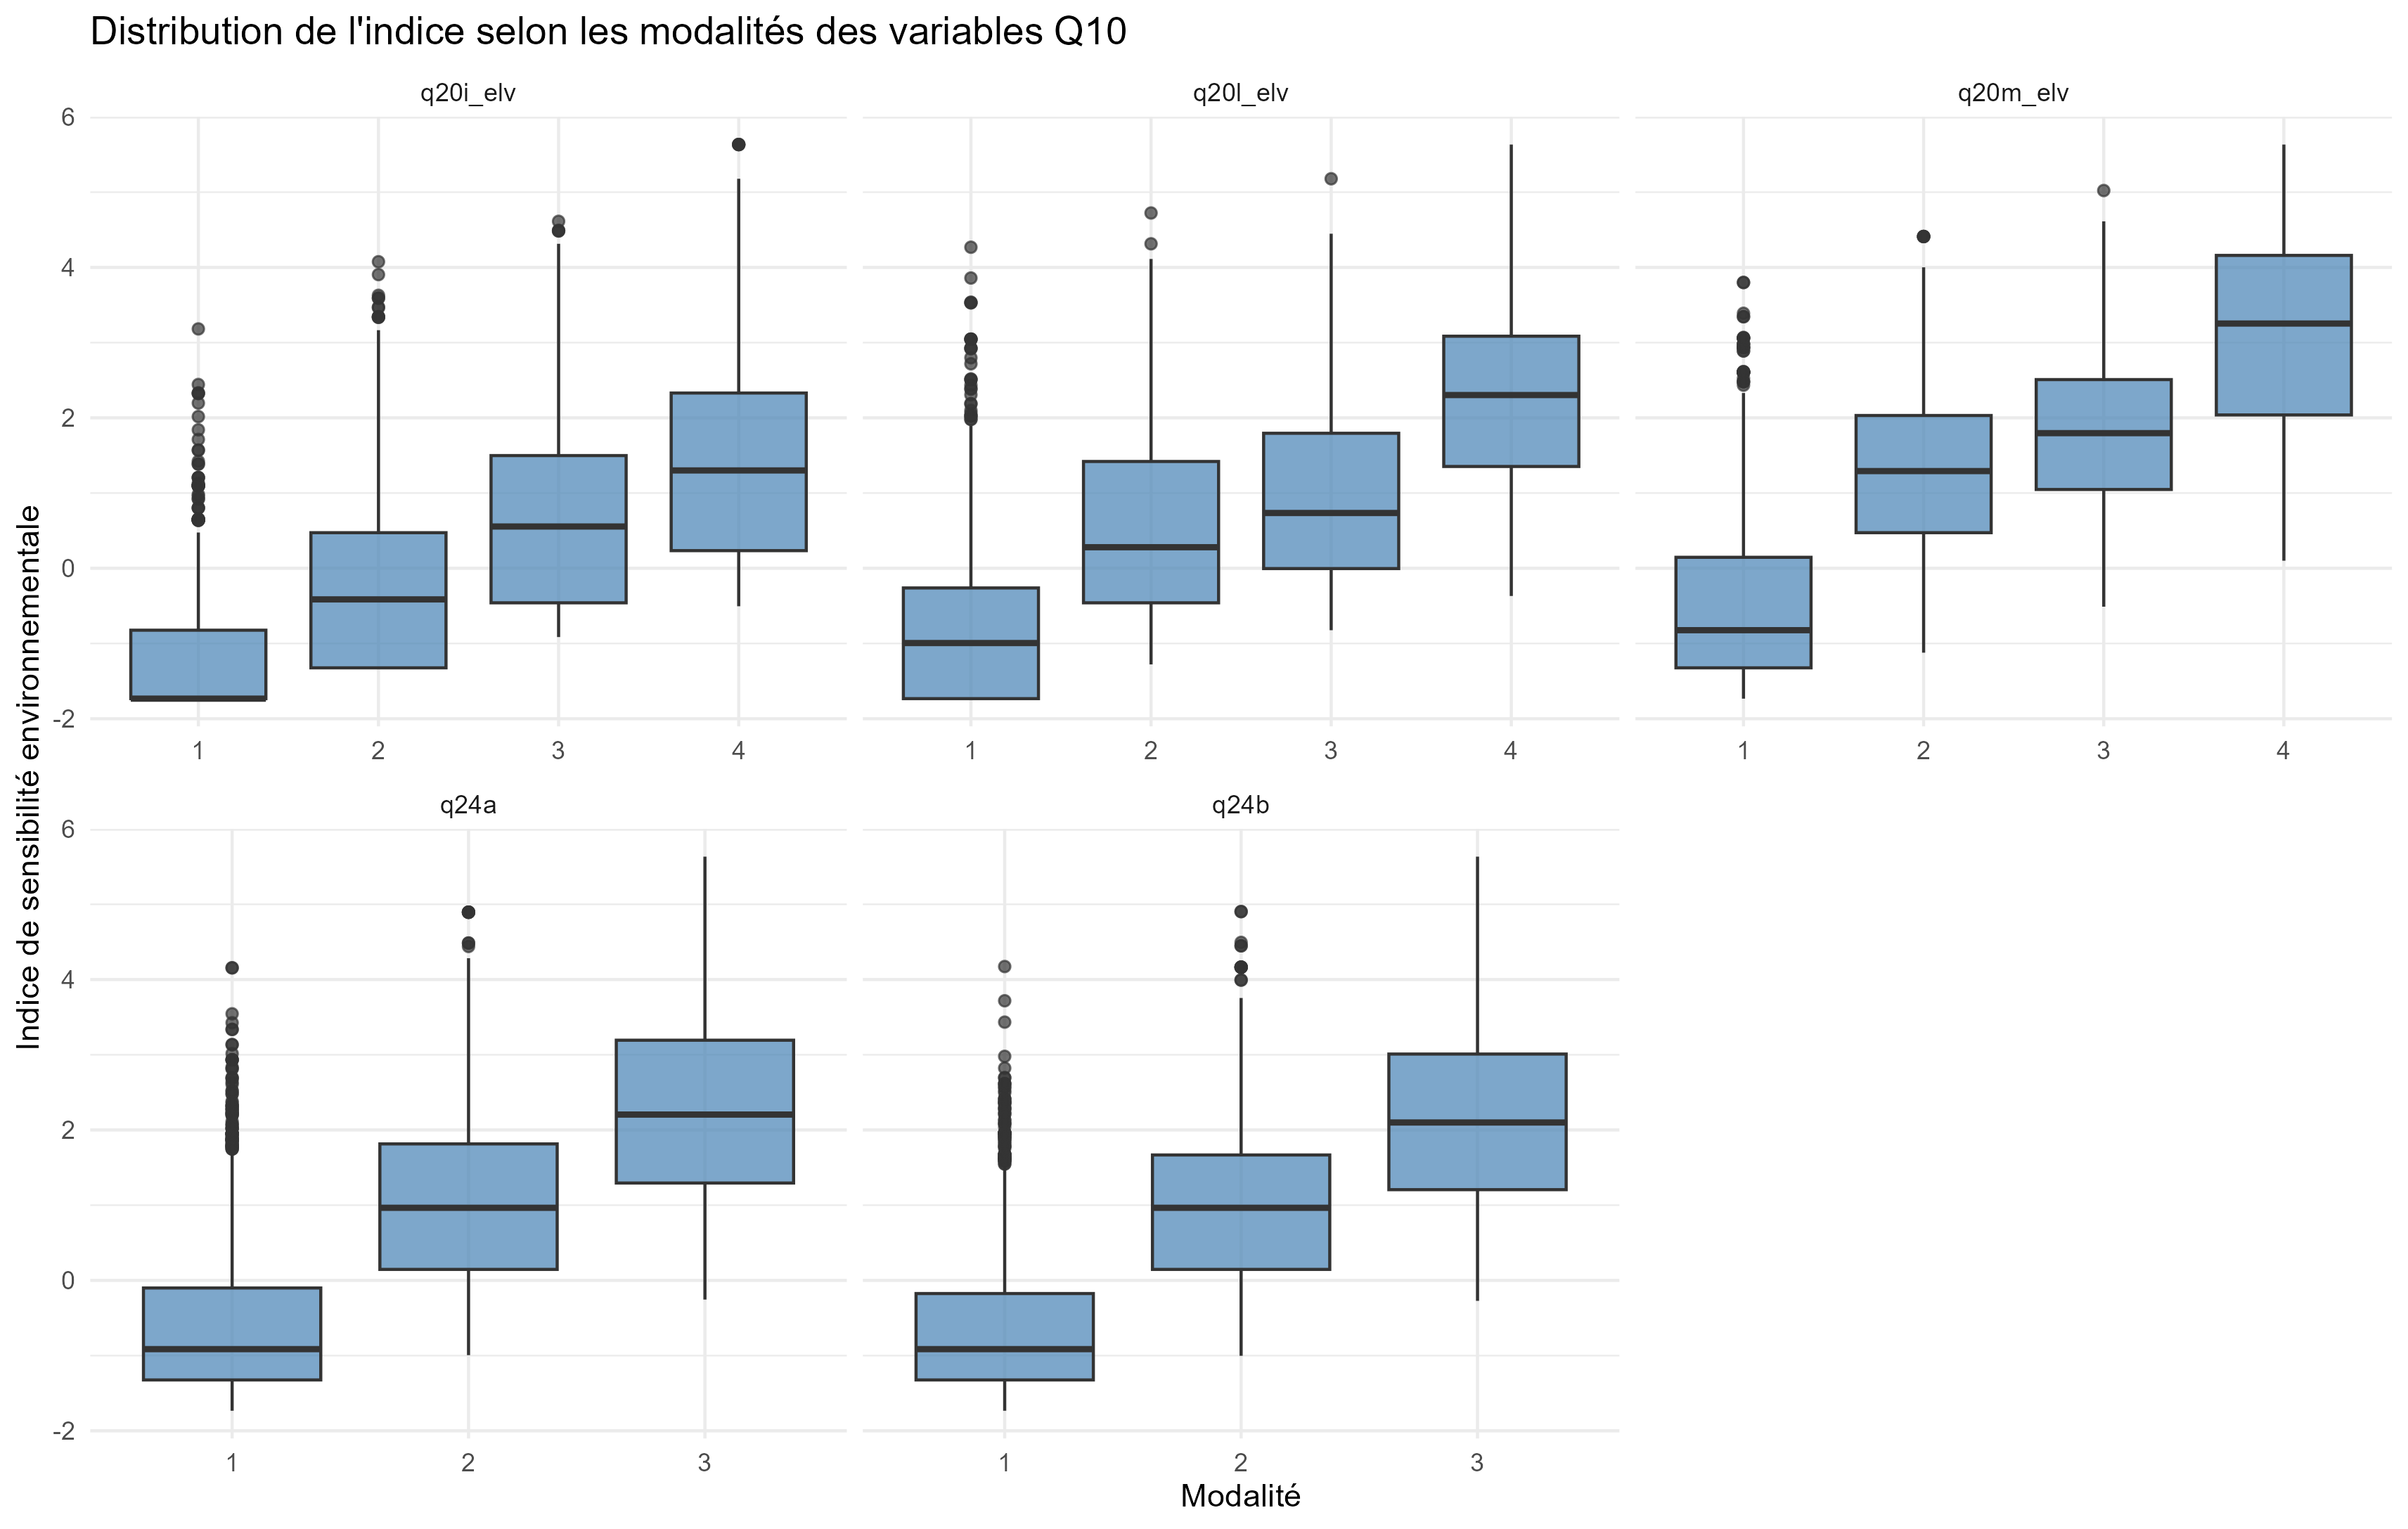 Distribution de l'indice selon les modalités des variables Q10
q20i_elv
q20l_elv
q20m_elv
6
4
2
0
-2
1 2 3 4
1 2 3 4
1 2 3 4
Indice de sensibilité environnementale
q24a
q24b
6
4
2
0
-2
1 2 3
1 2 3
Modalité